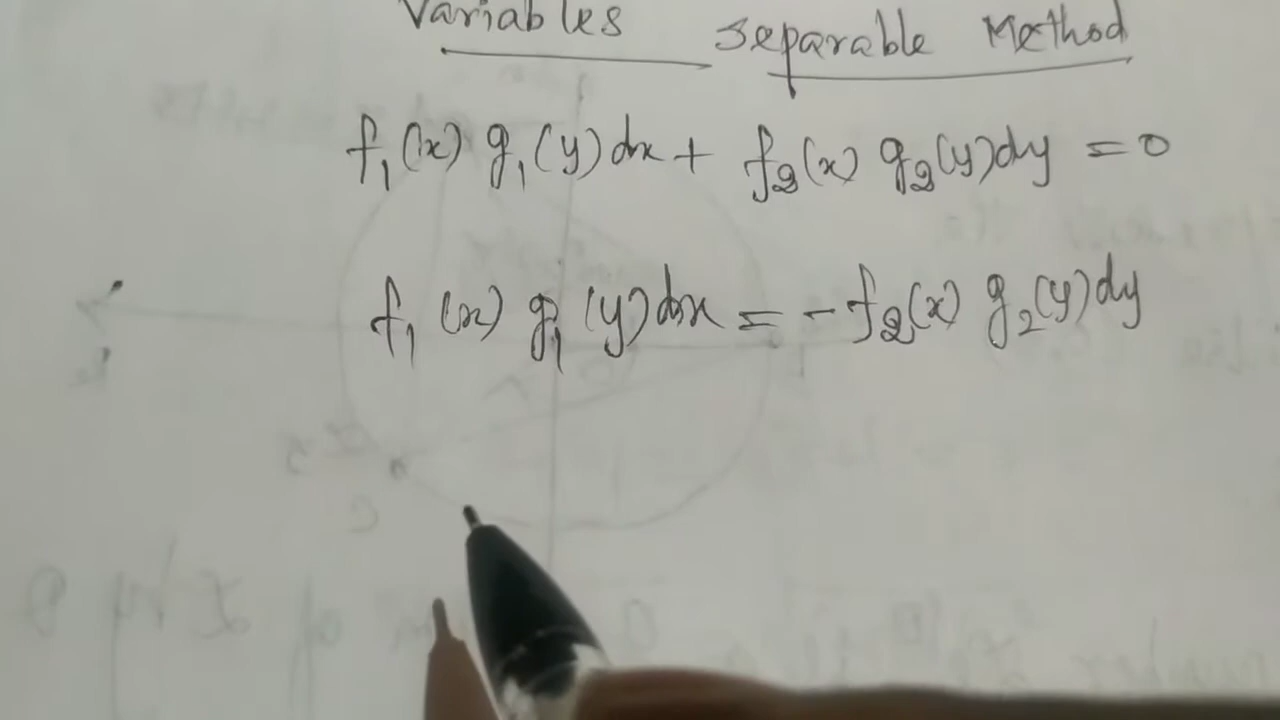 Variables Separable Method
f₁(x) g₁(y)dx + f₂(x) g₂(y)dy = 0
f₁(x) g₁(y)dx = -f₂(x) g₂(y)dy